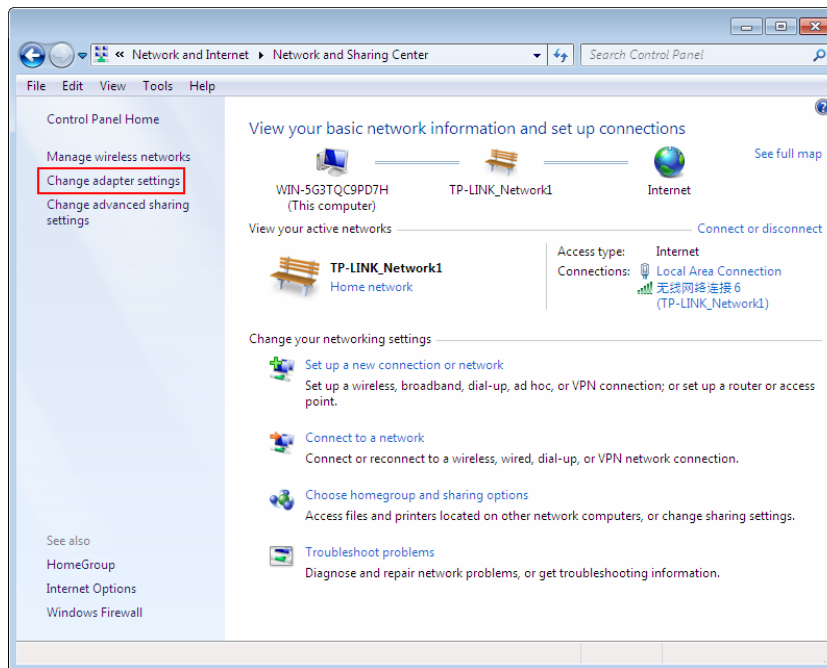 « Network and Internet ▸ Network and Sharing Center
Search Control Panel
File Edit View Tools Help
Control Panel Home
Manage wireless networks
Change adapter settings
Change advanced sharing
settings
See also
HomeGroup
Internet Options
Windows Firewall
View your basic network information and set up connections
See full map
WIN-5G3TQC9PD7H
(This computer)
TP-LINK_Network1
Internet
View your active networks
Connect or disconnect
TP-LINK_Network1
Home network
Access type: Internet
Connections: Local Area Connection
无线网络连接 6
(TP-LINK_Network1)
Change your networking settings
Set up a new connection or network
Set up a wireless, broadband, dial-up, ad hoc, or VPN connection; or set up a router or access
point.
Connect to a network
Connect or reconnect to a wireless, wired, dial-up, or VPN network connection.
Choose homegroup and sharing options
Access files and printers located on other network computers, or change sharing settings.
Troubleshoot problems
Diagnose and repair network problems, or get troubleshooting information.